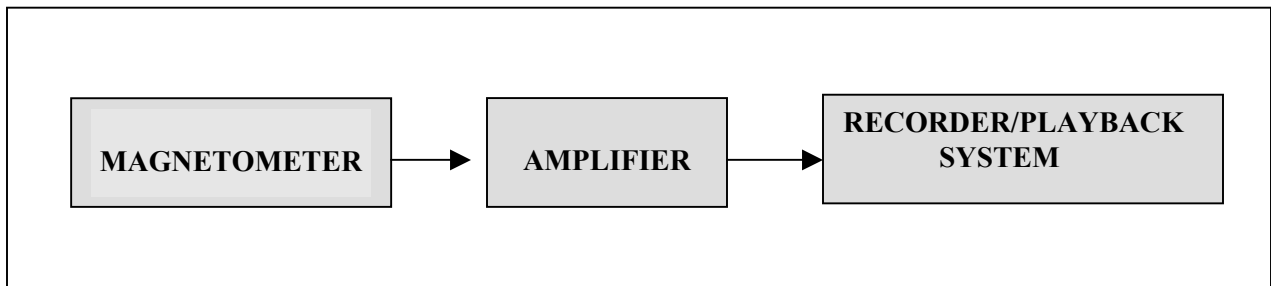 MAGNETOMETER
AMPLIFIER
RECORDER/PLAYBACK
SYSTEM